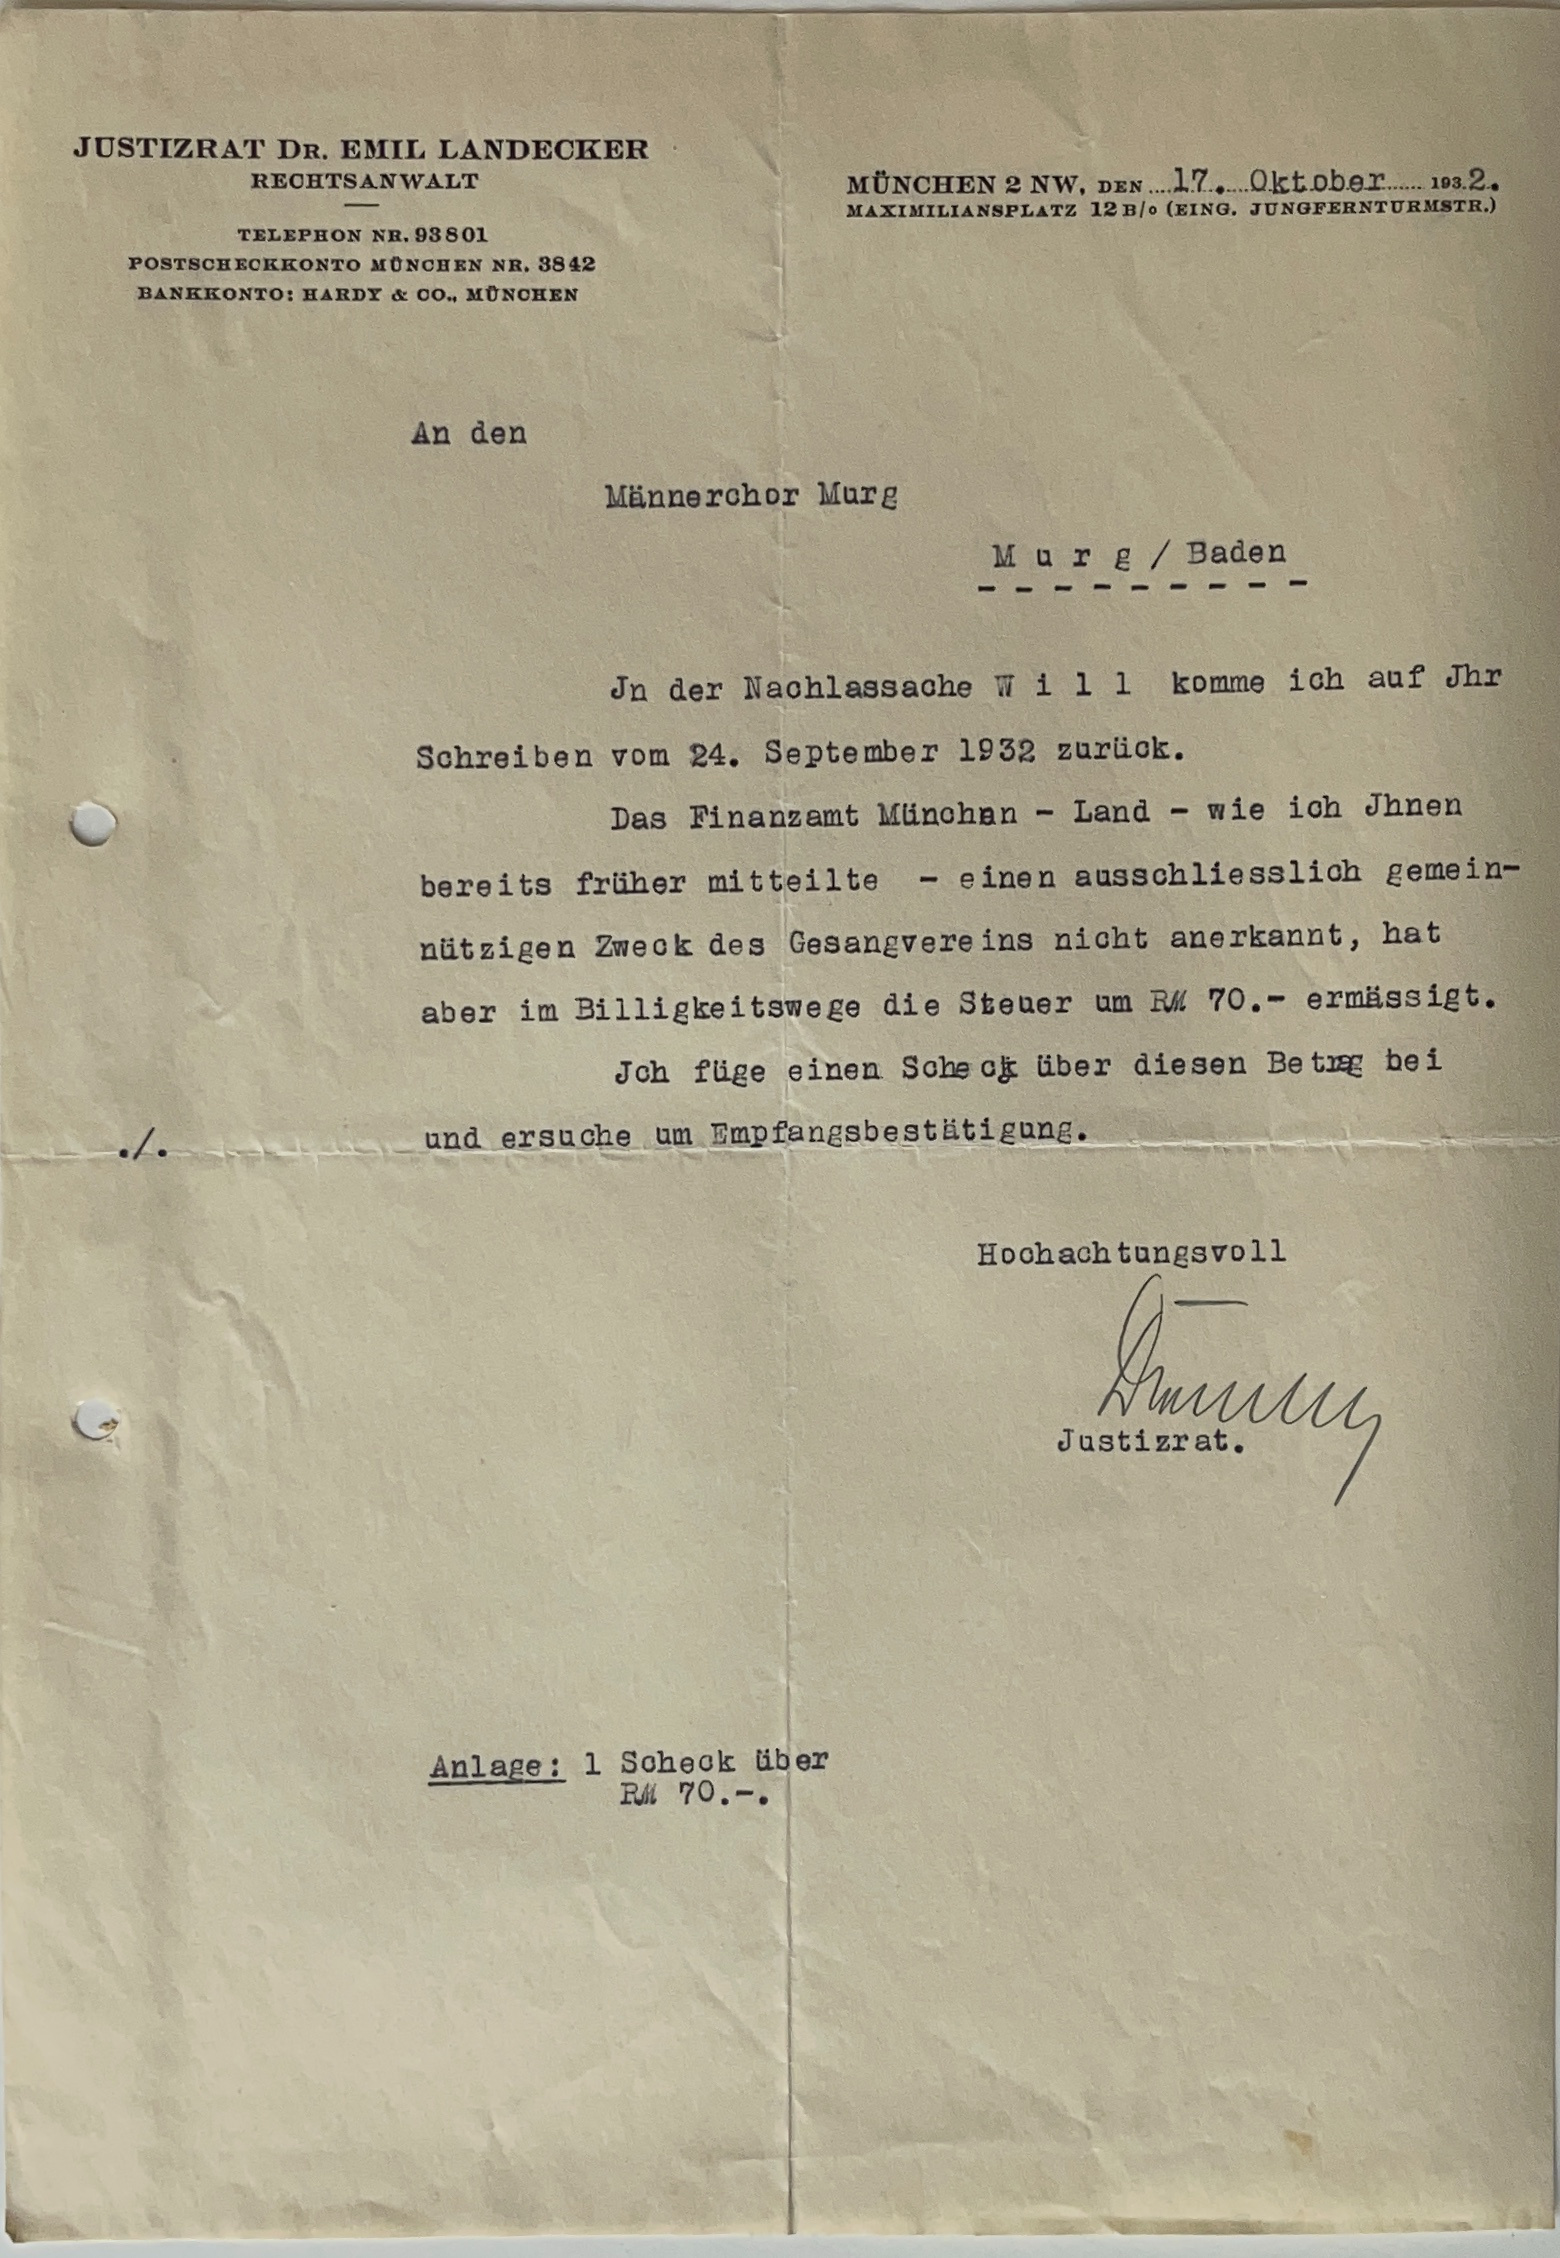 JUSTIZRAT DR. EMIL LANDECKER
RECHTSANWALT
TELEPHON NR. 93801
POSTSCHECKKONTO MÜNCHEN NR. 3842
BANKKONTO: HARDY & CO., MÜNCHEN
MÜNCHEN 2 NW, DEN 17. Oktober 1932.
MAXIMILIANSPLATZ 12 B/0 (EING. JUNGFERNTURMSTR.)
An den
Männerchor Murg
M u r g / Baden
- - - - - - - - -
Jn der Nachlassache W i l l komme ich auf Jhr
Schreiben vom 24. September 1932 zurück.
Das Finanzamt München - Land - wie ich Jhnen
bereits früher mitteilte - einen ausschliesslich gemein-
nützigen Zweck des Gesangvereins nicht anerkannt, hat
aber im Billigkeitswege die Steuer um RM 70.- ermässigt.
Jch füge einen Scheck über diesen Betrag bei
./. und ersuche um Empfangsbestätigung.
Hochachtungsvoll
Justizrat.
Anlage: 1 Scheck über
RM 70.-.